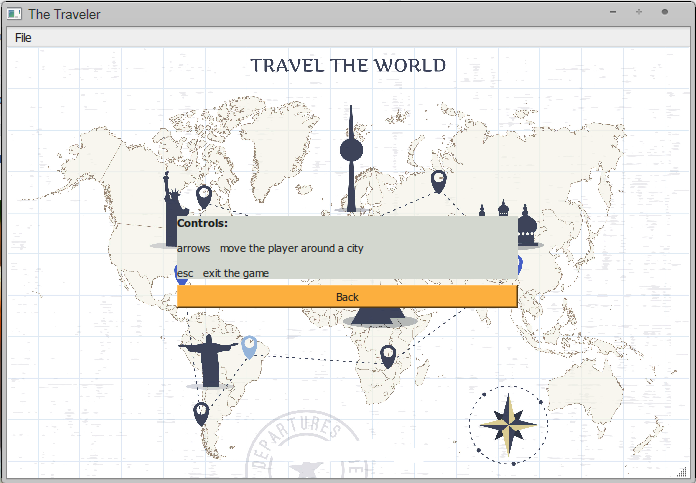 The Traveler
File
TRAVEL THE WORLD
Controls:
arrows move the player around a city
esc exit the game
Back
DEPARTURES